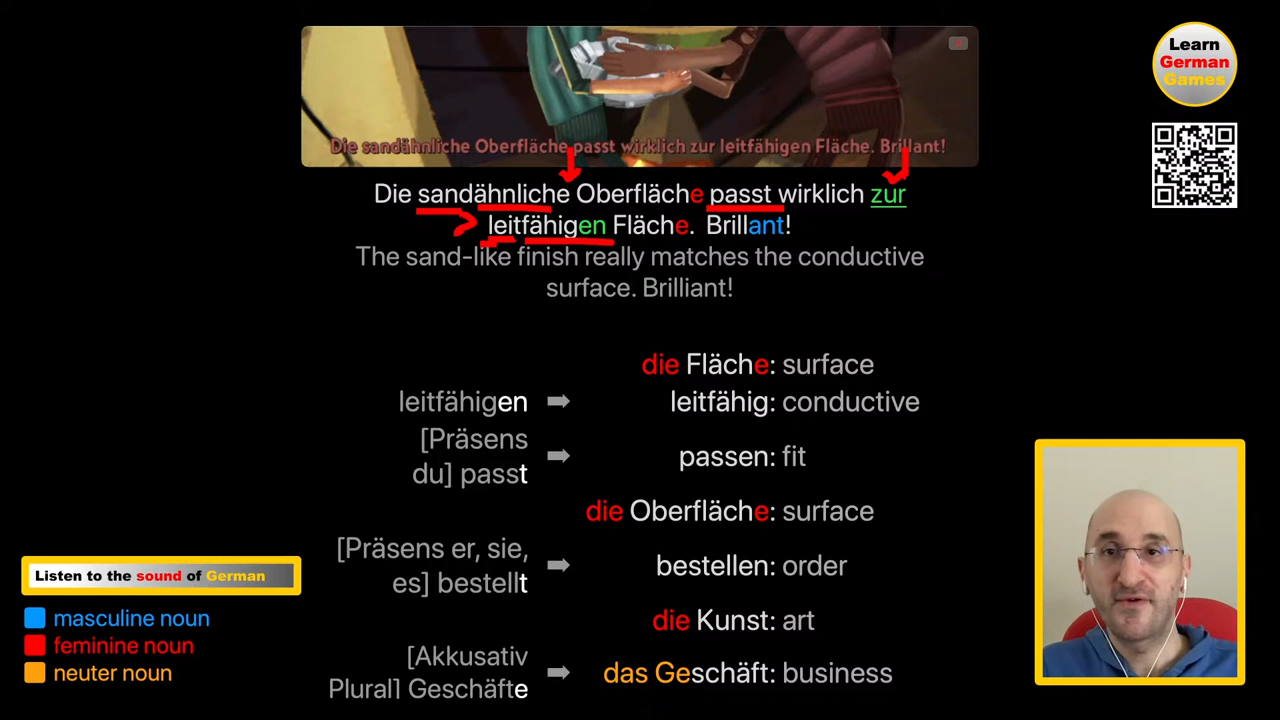 Learn
German
Games
Die sandähnliche Oberfläche passt wirklich zur leitfähigen Fläche. Brillant!
Die sandähnliche Oberfläche passt wirklich zur
leitfähigen Fläche. Brillant!
The sand-like finish really matches the conductive
surface. Brilliant!
die Fläche: surface
leitfähigen ➡ leitfähig: conductive
[Präsens
du] passt ➡ passen: fit
die Oberfläche: surface
[Präsens er, sie,
es] bestellt ➡ bestellen: order
die Kunst: art
[Akkusativ
Plural] Geschäfte ➡ das Geschäft: business
Listen to the sound of German
masculine noun
feminine noun
neuter noun